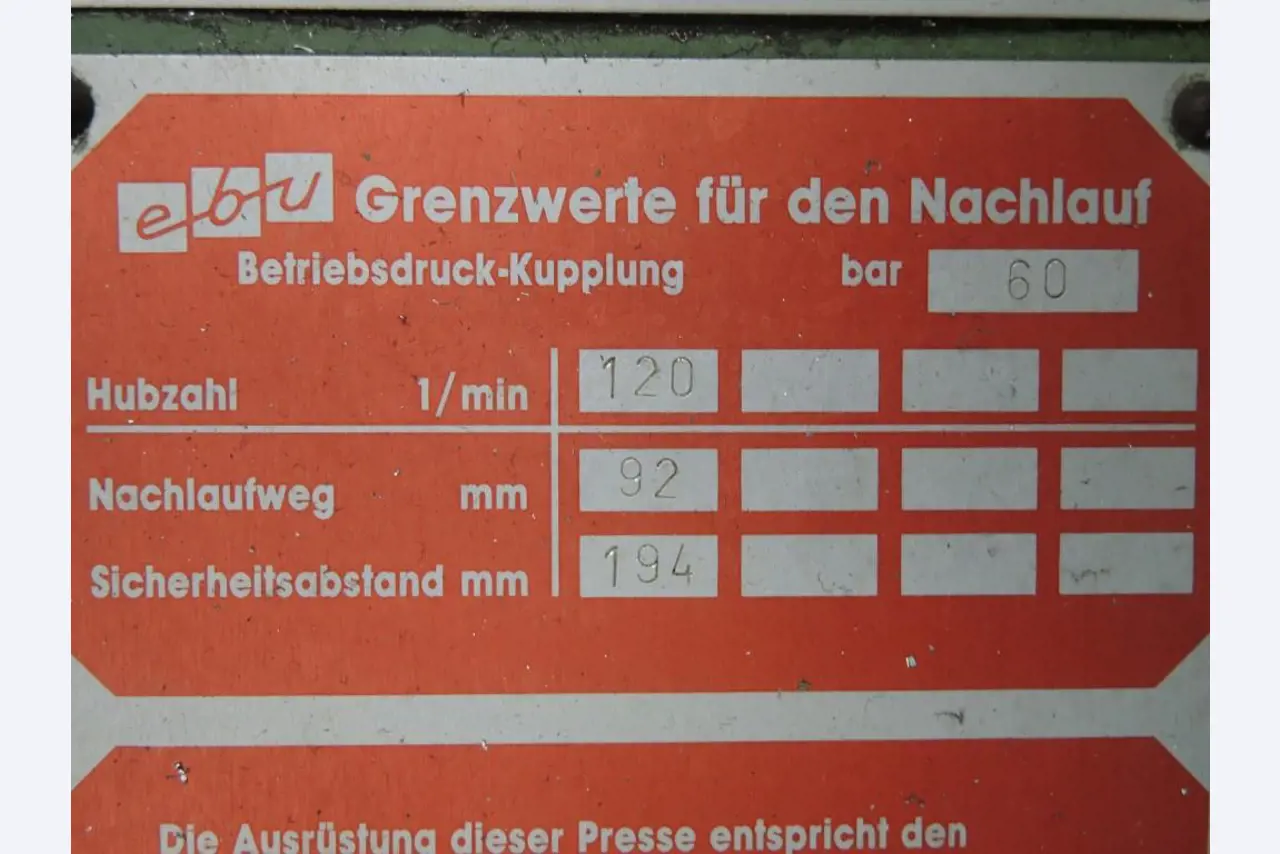 ebu Grenzwerte für den Nachlauf
Betriebsdruck-Kupplung bar 60
Hubzahl 1/min 120
Nachlaufweg mm 92
Sicherheitsabstand mm 194
Die Ausrüstung dieser Presse entspricht den